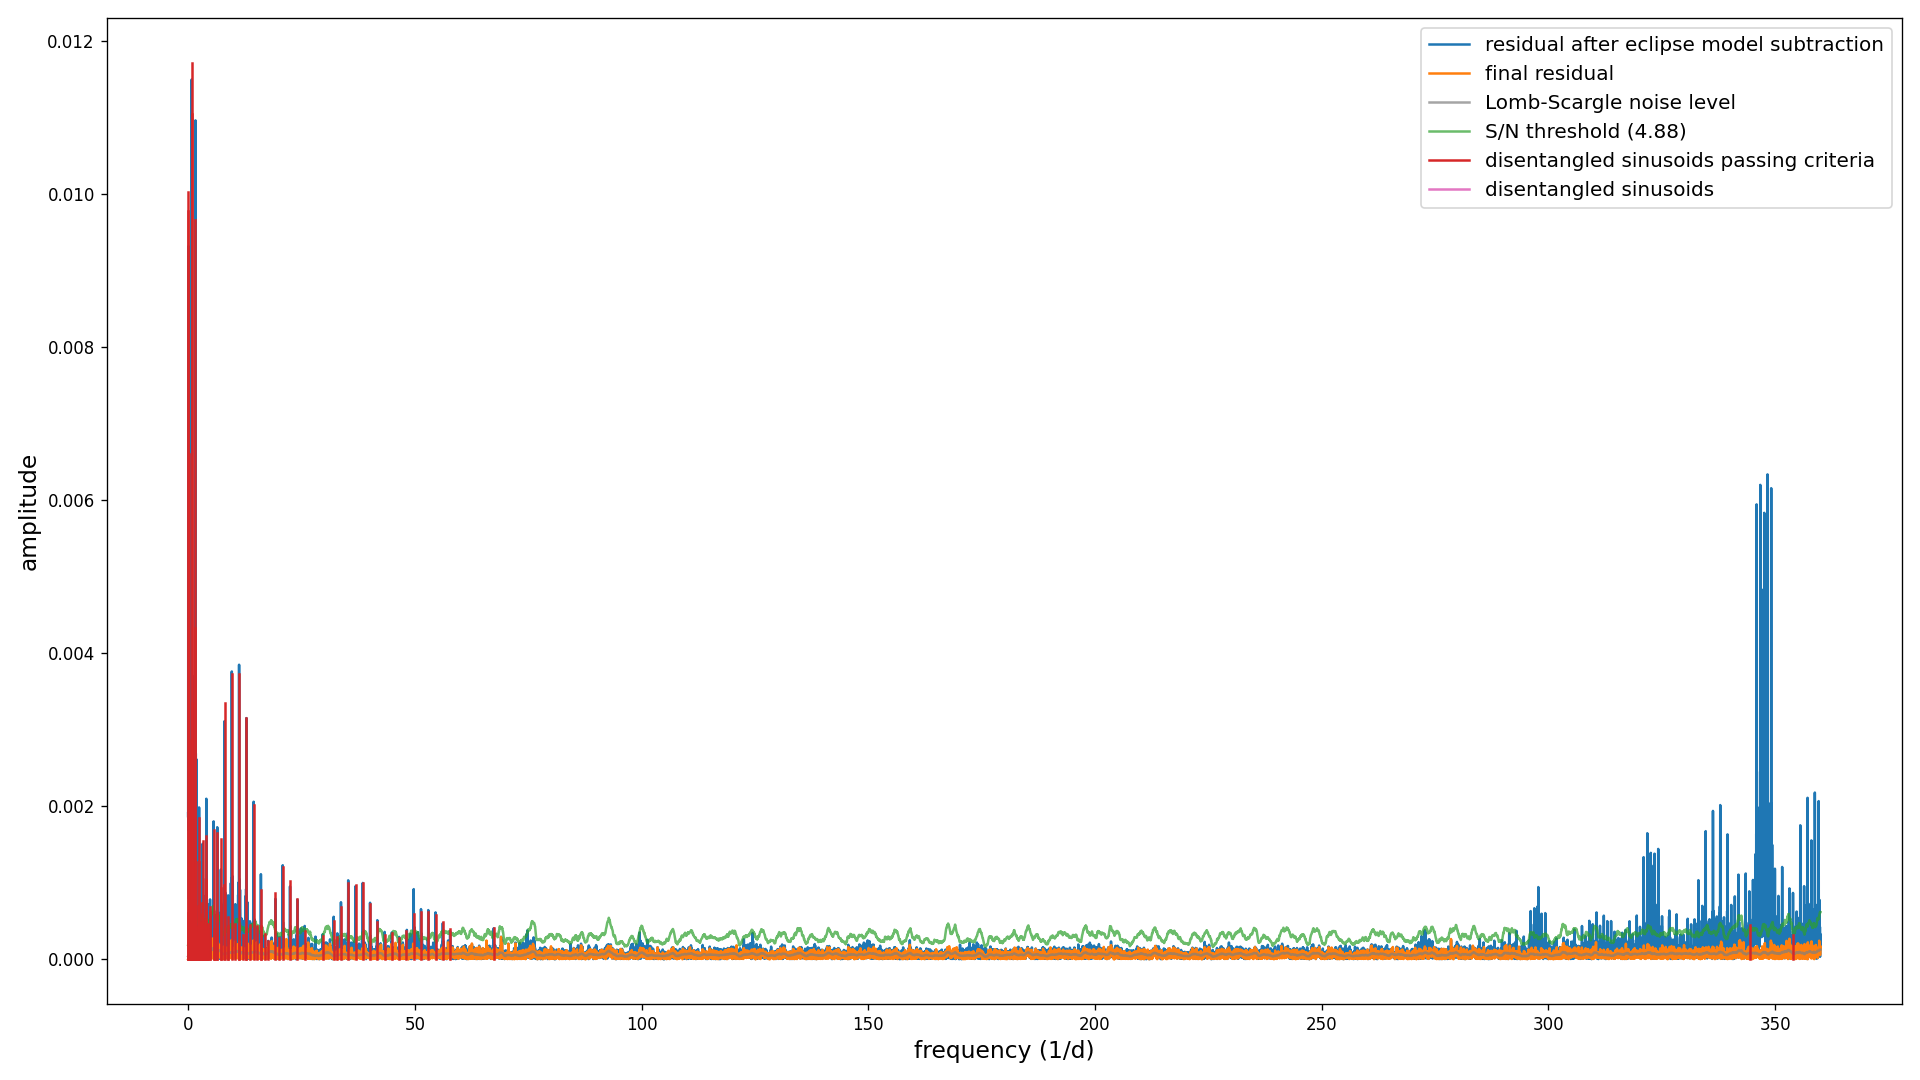 residual after eclipse model subtraction
final residual
Lomb-Scargle noise level
S/N threshold (4.88)
disentangled sinusoids passing criteria
disentangled sinusoids
0.012
0.010
0.008
0.006
0.004
0.002
0.000
amplitude
0 50 100 150 200 250 300 350
frequency (1/d)